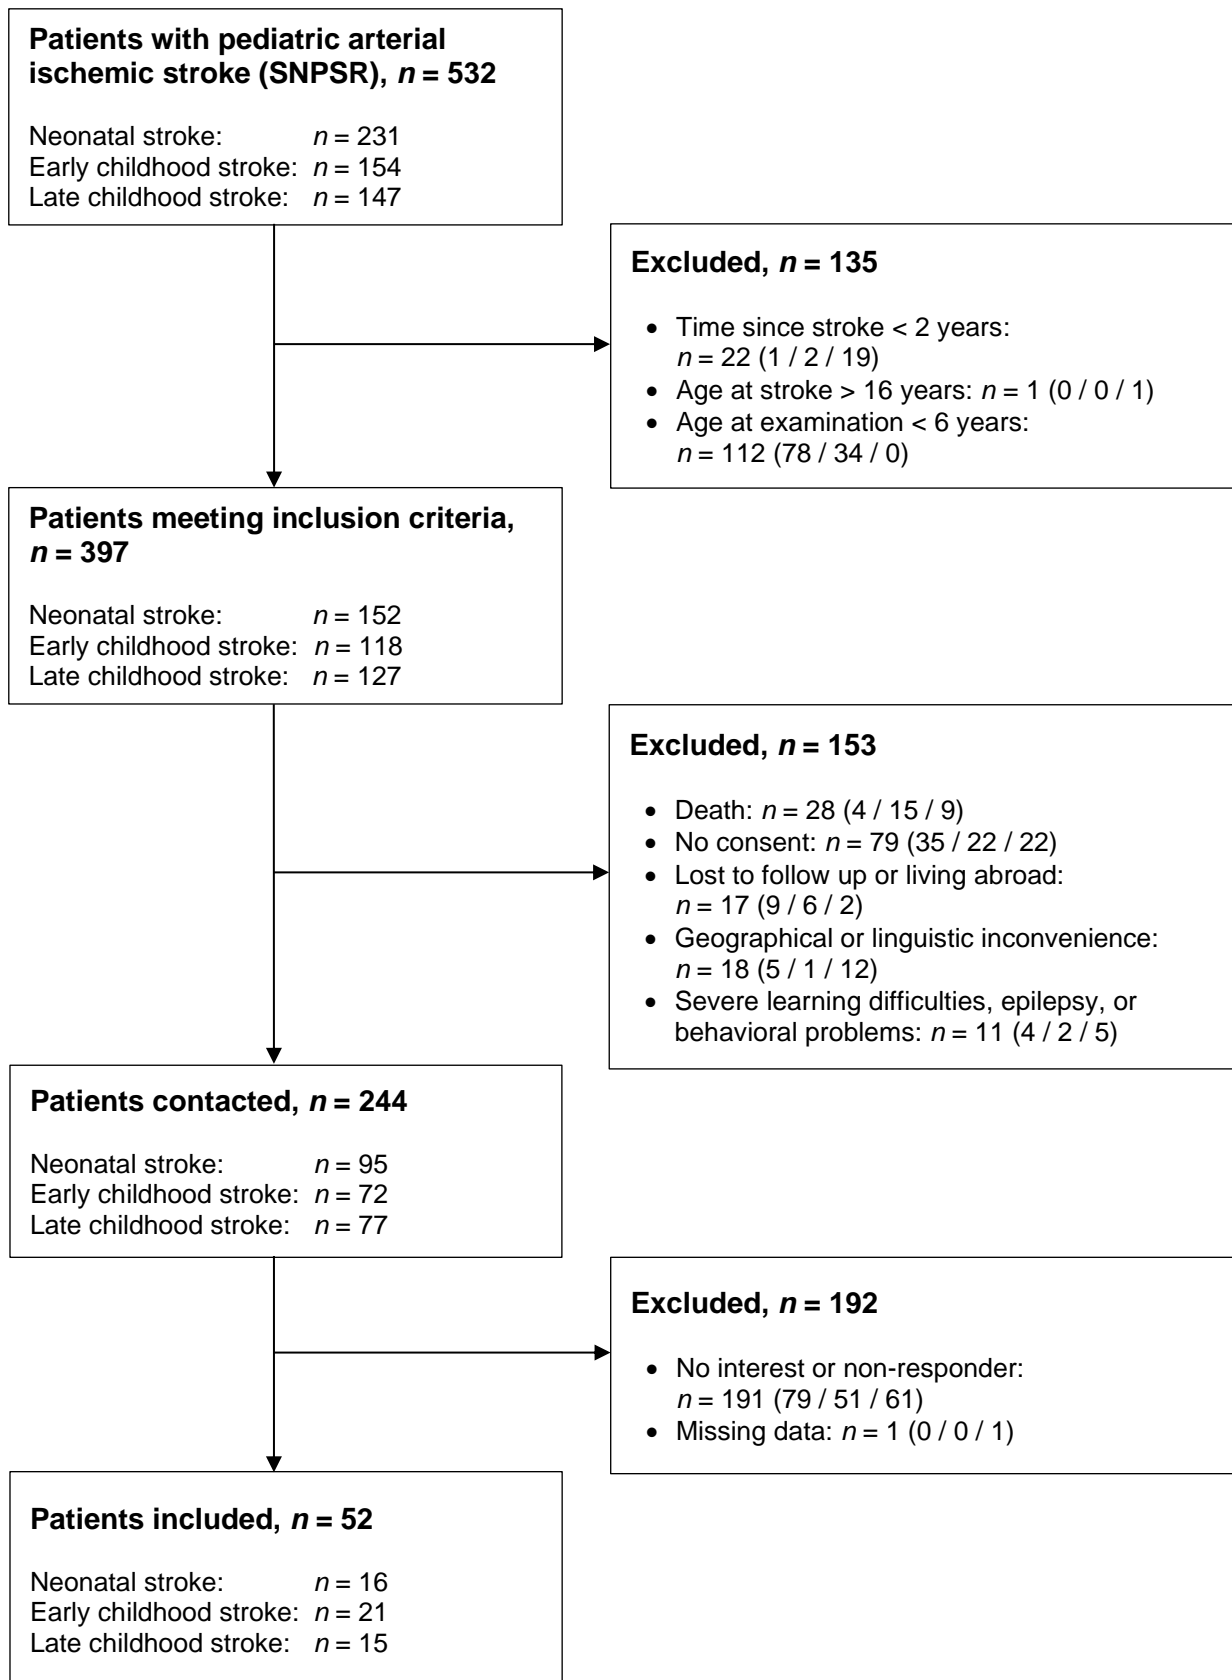 Patients with pediatric arterial
ischemic stroke (SNPSR), n = 532
Neonatal stroke: n = 231
Early childhood stroke: n = 154
Late childhood stroke: n = 147
Excluded, n = 135
• Time since stroke < 2 years:
n = 22 (1 / 2 / 19)
• Age at stroke > 16 years: n = 1 (0 / 0 / 1)
• Age at examination < 6 years:
n = 112 (78 / 34 / 0)
Patients meeting inclusion criteria,
n = 397
Neonatal stroke: n = 152
Early childhood stroke: n = 118
Late childhood stroke: n = 127
Excluded, n = 153
• Death: n = 28 (4 / 15 / 9)
• No consent: n = 79 (35 / 22 / 22)
• Lost to follow up or living abroad:
n = 17 (9 / 6 / 2)
• Geographical or linguistic inconvenience:
n = 18 (5 / 1 / 12)
• Severe learning difficulties, epilepsy, or
behavioral problems: n = 11 (4 / 2 / 5)
Patients contacted, n = 244
Neonatal stroke: n = 95
Early childhood stroke: n = 72
Late childhood stroke: n = 77
Excluded, n = 192
• No interest or non-responder:
n = 191 (79 / 51 / 61)
• Missing data: n = 1 (0 / 0 / 1)
Patients included, n = 52
Neonatal stroke: n = 16
Early childhood stroke: n = 21
Late childhood stroke: n = 15